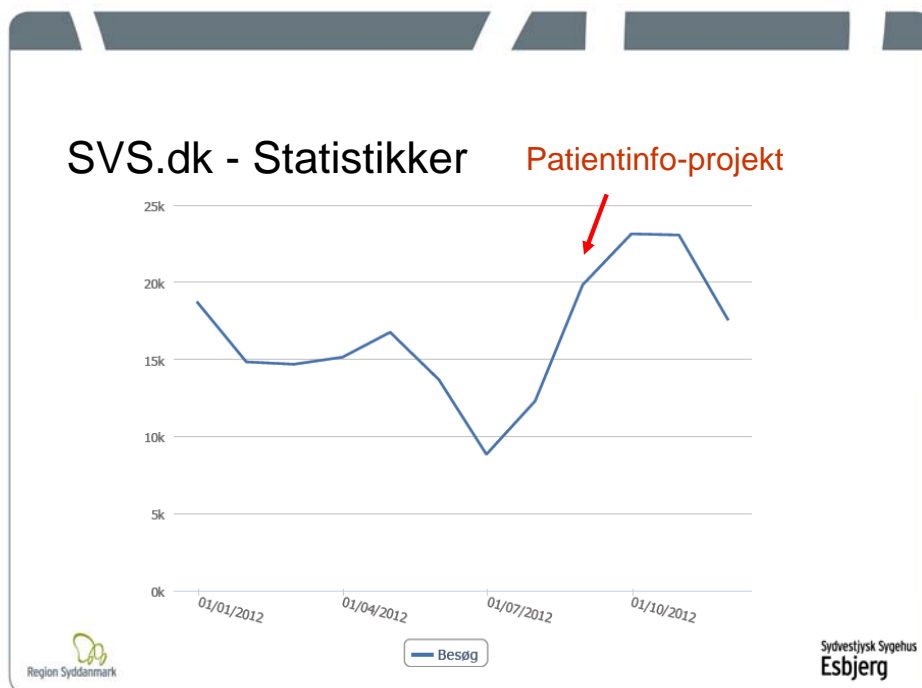 SVS.dk - Statistikker
Patientinfo-projekt
25k
20k
15k
10k
5k
0k
01/01/2012
01/04/2012
01/07/2012
01/10/2012
Besøg
Region Syddanmark
Sydvestjysk Sygehus
Esbjerg